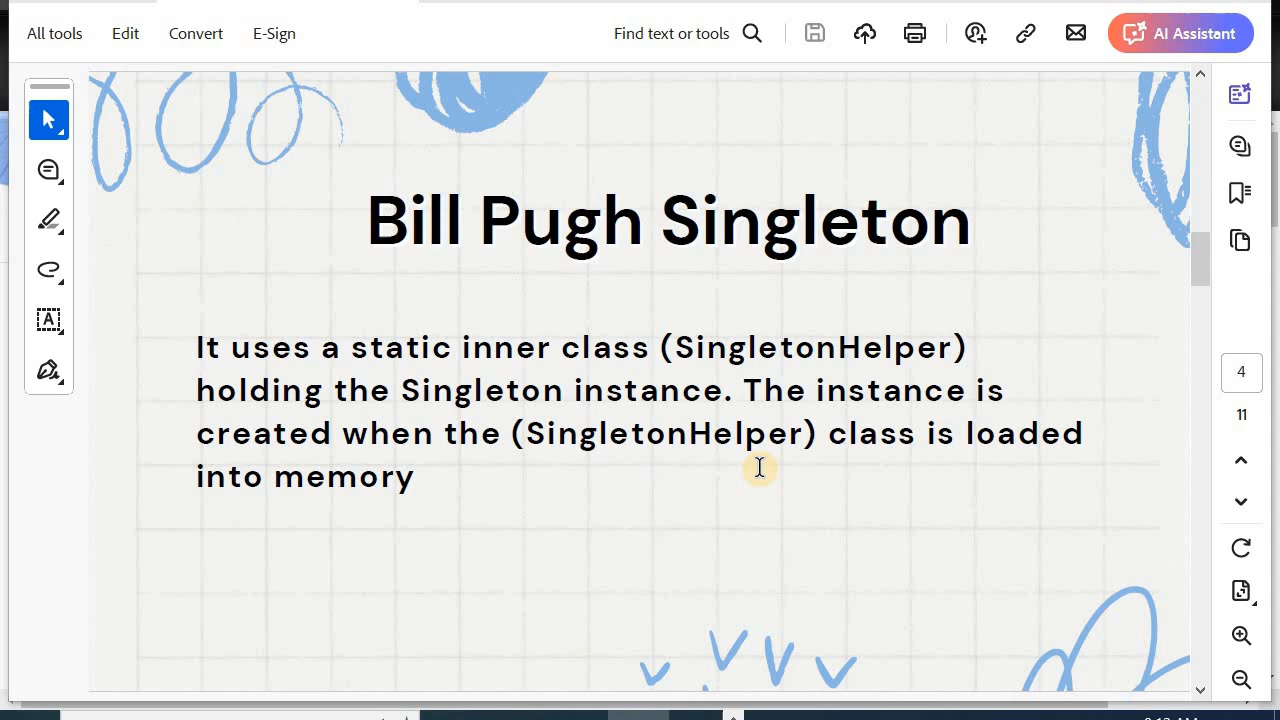 All tools Edit Convert E-Sign Find text or tools AI Assistant
Bill Pugh Singleton
It uses a static inner class (SingletonHelper)
holding the Singleton instance. The instance is
created when the (SingletonHelper) class is loaded
into memory
4
11